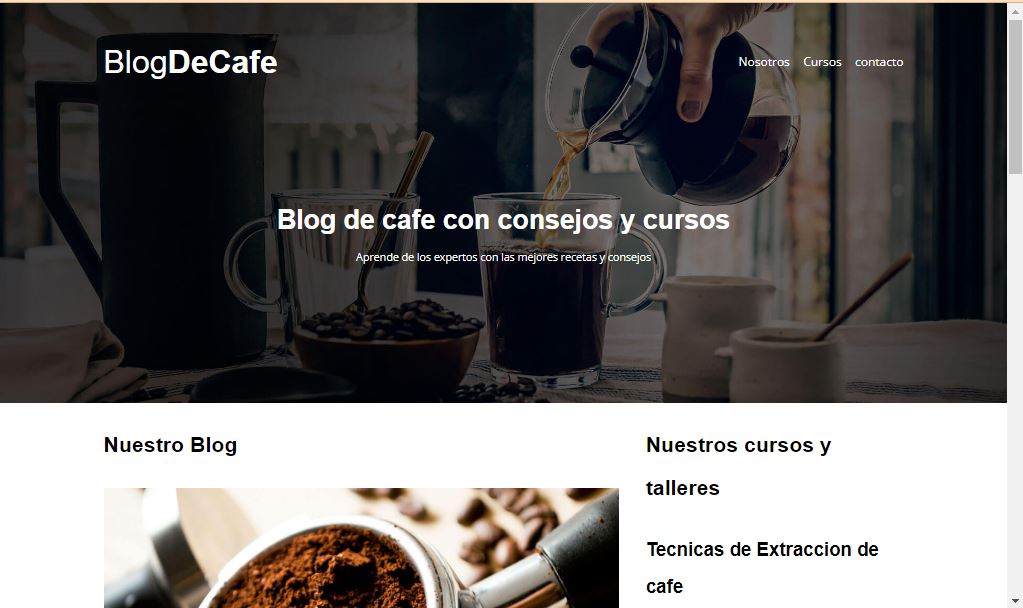 BlogDeCafe
Nosotros Cursos contacto
Blog de cafe con consejos y cursos
Aprende de los expertos con las mejores recetas y consejos
Nuestro Blog
Nuestros cursos y
talleres
Tecnicas de Extraccion de
cafe